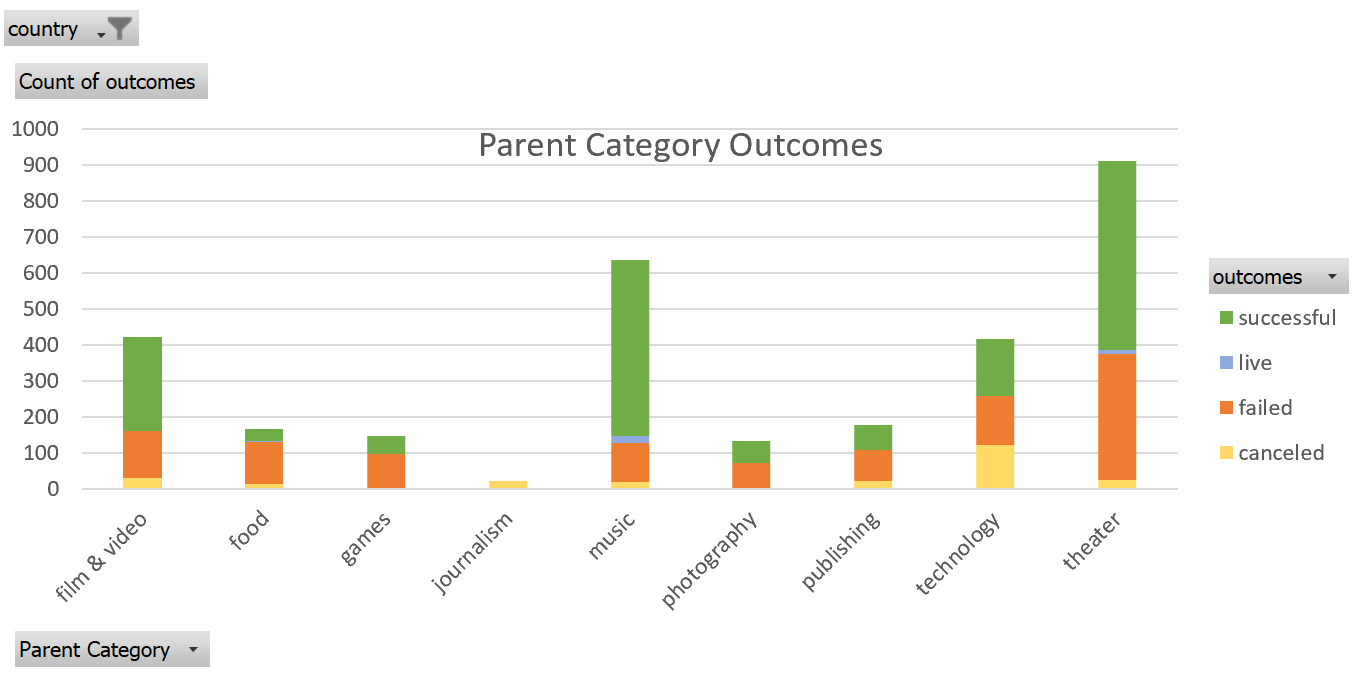 country
Count of outcomes
Parent Category Outcomes
1000
900
800
700
600
500
400
300
200
100
0
film & video
food
games
journalism
music
photography
publishing
technology
theater
outcomes
successful
live
failed
canceled
Parent Category